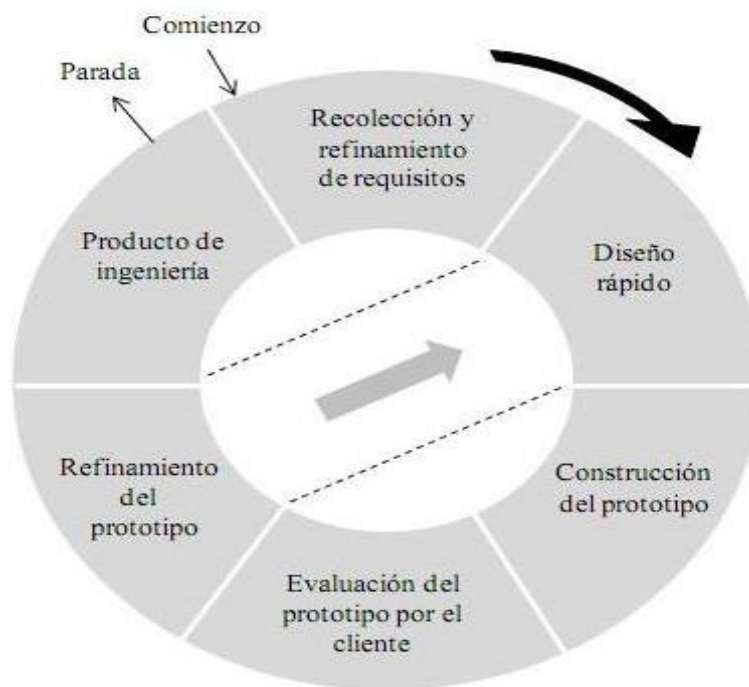 Comienzo
Parada
Recolección y
refinamiento
de requisitos
Diseño
rápido
Construcción
del prototipo
Evaluación del
prototipo por el
cliente
Refinamiento
del
prototipo
Producto de
ingeniería